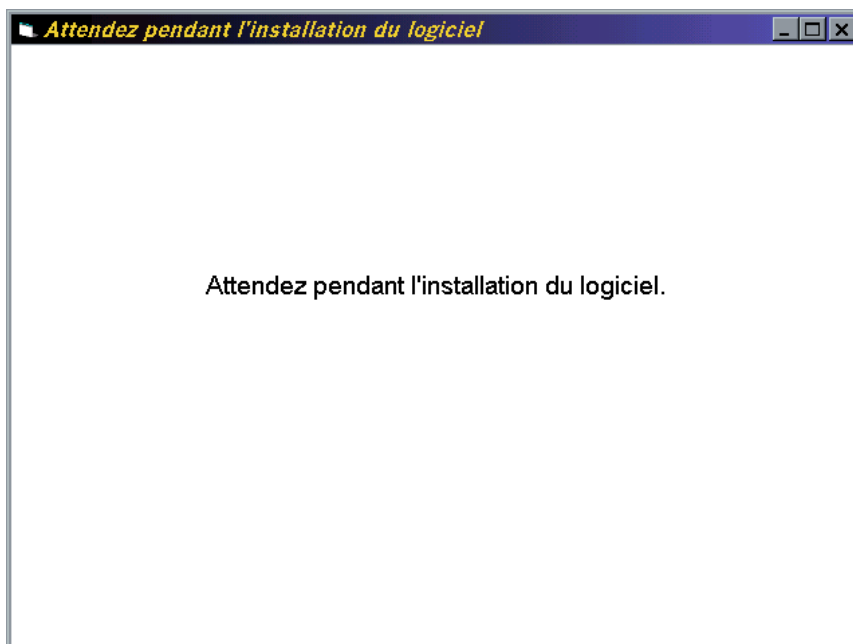 Attendez pendant l'installation du logiciel
Attendez pendant l'installation du logiciel.